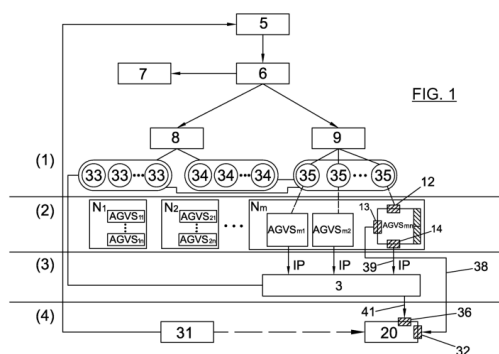 5
7
6
FIG. 1
8
9
(1)
33 33 ••• 33
34 34 ••• 34
35 35 ••• 35
12
(2)
N1
AGVS11
AGVS1n
N2
AGVS21
AGVS2n
Nm
AGVSm1
AGVSm2
13
AGVSmn
14
(3)
IP
IP
39
IP
38
3
41
36
(4)
31
20
32